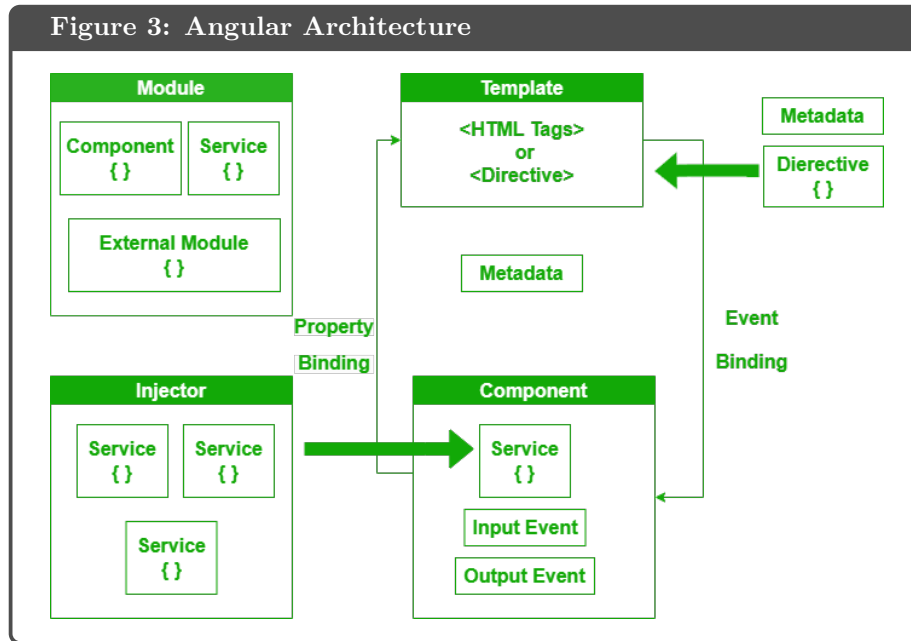 Figure 3: Angular Architecture
Module
Component
{ }
Service
{ }
External Module
{ }
Template
<HTML Tags>
or
<Directive>
Metadata
Dierective
{ }
Metadata
Property
Binding
Event
Binding
Injector
Service
{ }
Service
{ }
Service
{ }
Component
Service
{ }
Input Event
Output Event